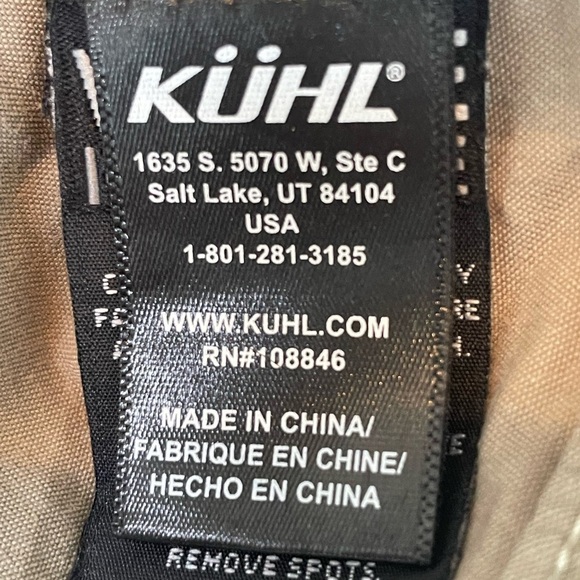 KÜHL®
1635 S. 5070 W, Ste C
Salt Lake, UT 84104
USA
1-801-281-3185
WWW.KUHL.COM
RN#108846
MADE IN CHINA/
FABRIQUE EN CHINE/
HECHO EN CHINA
REMOVE SPOTS.